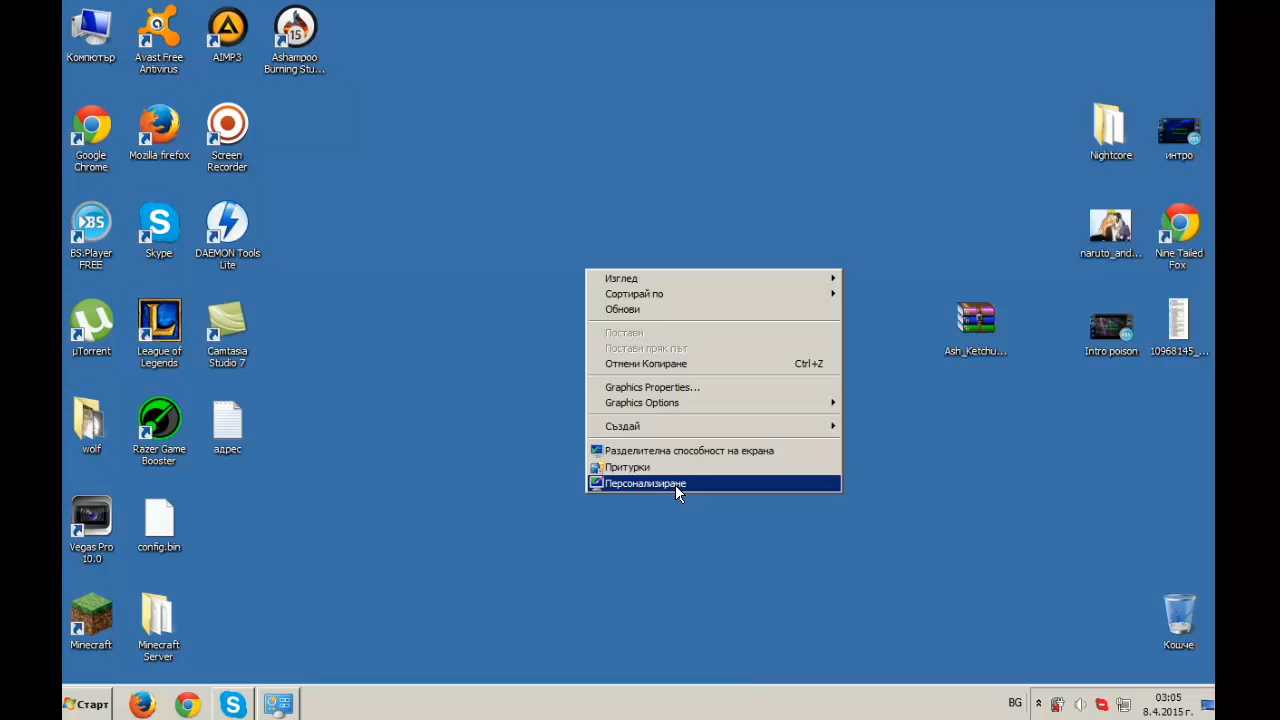 Компютър
Avast Free
Antivirus
AIMP3
Ashampoo
Burning Stu...
15
Google
Chrome
Mozilla firefox
Screen
Recorder
BS
BS.Player
FREE
S
Skype
DAEMON Tools
Lite
µTorrent
League of
Legends
Camtasia
Studio 7
wolf
Razer Game
Booster
адрес
Vegas Pro
10.0
config.bin
Minecraft
Minecraft
Server
Изглед
Сортирай по
Обнови
Постави
Постави пряк път
Отмени Копиране Ctrl+Z
Graphics Properties...
Graphics Options
Създай
Разделителна способност на екрана
Притурки
Персонализиране
Nightcore
интро
naruto_and...
Nine Tailed
Fox
Ash_Ketchu...
Intro poison
10968145_...
Кошче
Старт
S
BG
03:05
8.4.2015 г.